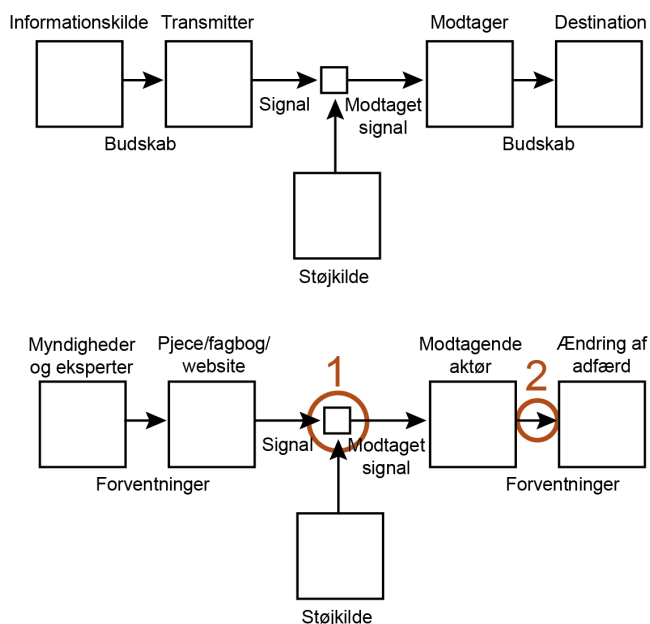 Informationskilde
Transmitter
Modtager
Destination
Signal
Modtaget
signal
Budskab
Budskab
Støjkilde
Myndigheder
og eksperter
Pjece/fagbog/
website
1
Modtagende
aktør
2
Ændring af
adfærd
Signal
Modtaget
signal
Forventninger
Forventninger
Støjkilde